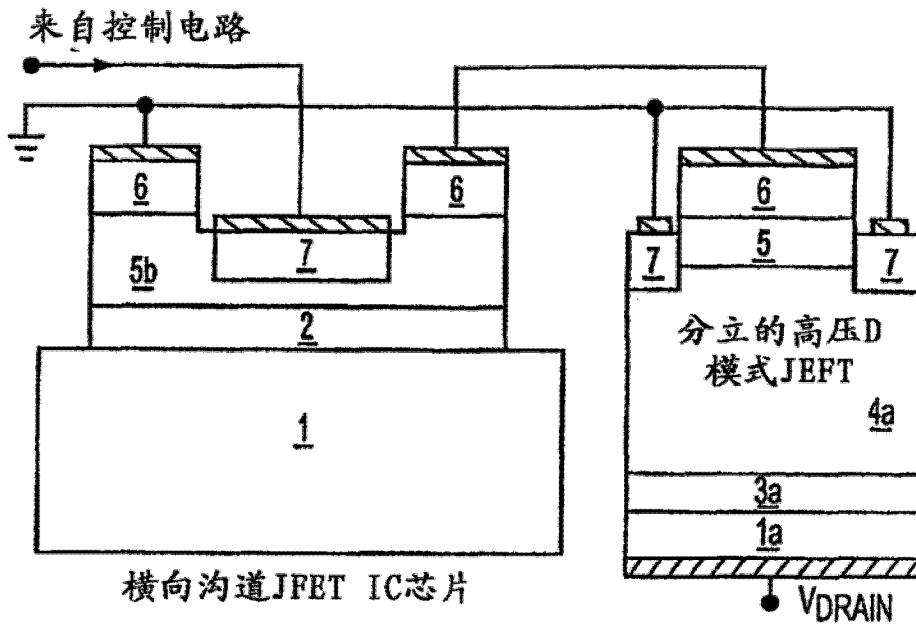 来自控制电路
6
6
6
7
5
7
7
5b
2
分立的高压D
模式JEFT
1
4a
3a
1a
横向沟道JFET IC芯片
VDRAIN